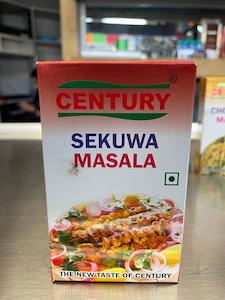 CENTURY®
SEKUWA
MASALA
THE NEW TASTE OF CENTURY